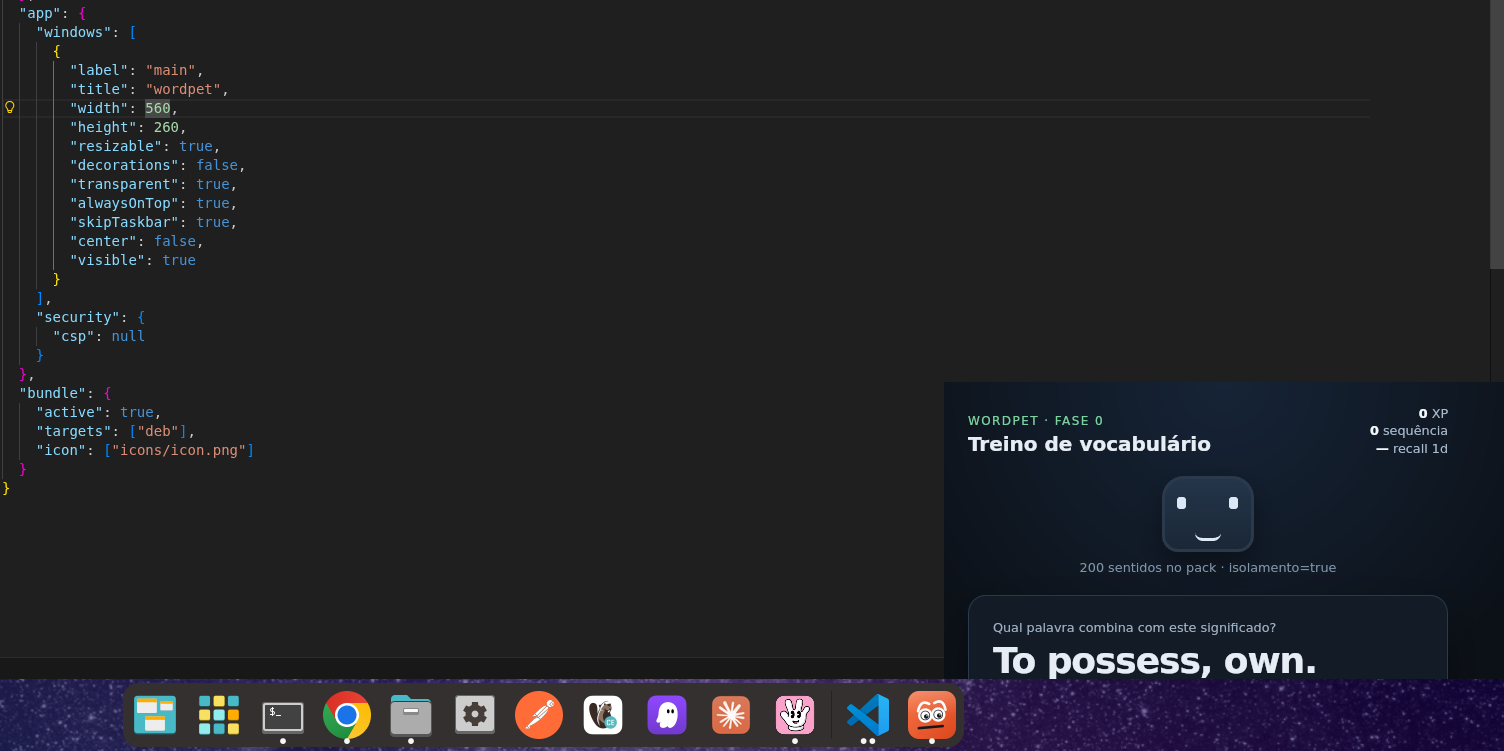 "app": {
"windows": [
{
"label": "main",
"title": "wordpet",
"width": 560,
"height": 260,
"resizable": true,
"decorations": false,
"transparent": true,
"alwaysOnTop": true,
"skipTaskbar": true,
"center": false,
"visible": true
}
],
"security": {
"csp": null
}
},
"bundle": {
"active": true,
"targets": ["deb"],
"icon": ["icons/icon.png"]
}
}
WORDPET · FASE 0
Treino de vocabulário
0 XP
0 sequência
— recall 1d
200 sentidos no pack · isolamento=true
Qual palavra combina com este significado?
To possess, own.
$_
CE